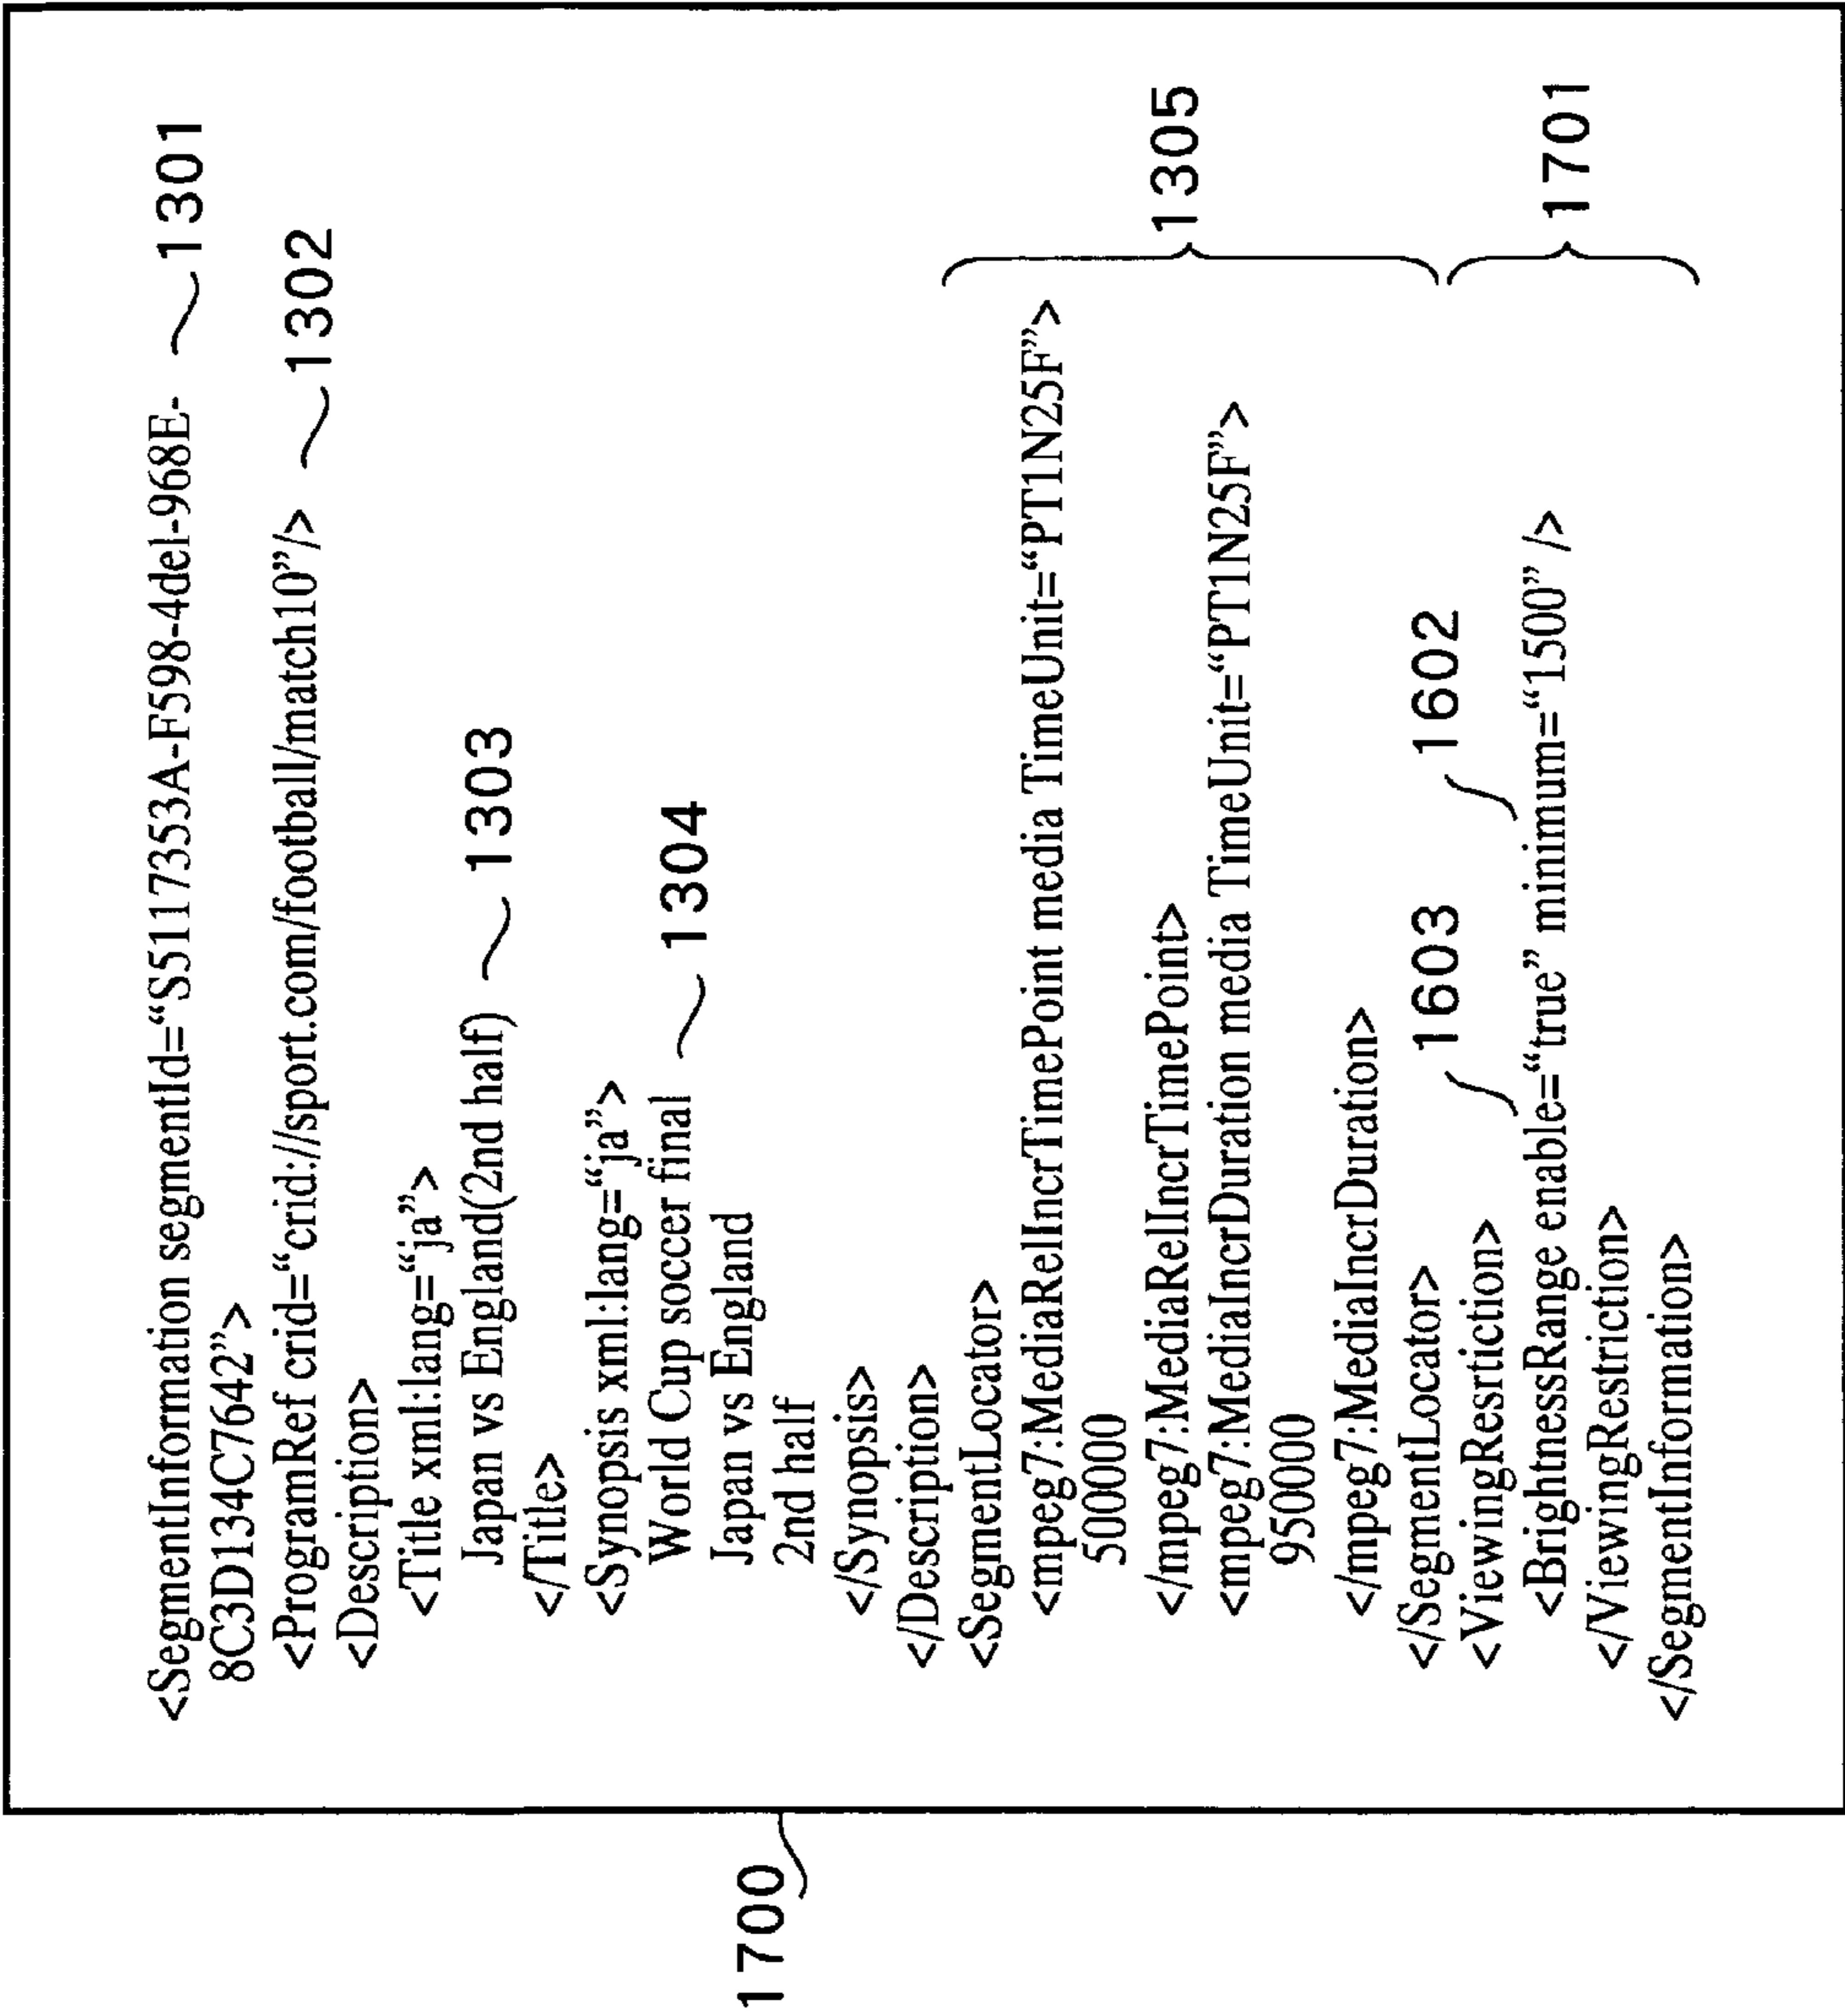 <SegmentInformation segmentId=“S5117353A-F598-4del-968E- 1301
8C3D134C7642”>
<ProgramRef crid=“crid://sport.com/football/match10”/> 1302
<Description>
<Title xml:lang=“ja”>
Japan vs England(2nd half) 1303
</Title>
<Synopsis xml:lang=“ja”>
World Cup soccer final 1304
Japan vs England
2nd half
</Synopsis>
</Description>
<SegmentLocator>
<mpeg7:MediaRelIncrTimePoint media TimeUnit=“PT1N25F”>
500000
</mpeg7:MediaRelIncrTimePoint>
1305
<mpeg7:MediaIncrDuration media TimeUnit=“PT1N25F”>
950000
</mpeg7:MediaIncrDuration>
</SegmentLocator> 1603 1602
<ViewingResrtiction>
<BrightnessRange enable=“true” minimum=“1500” />
1701
</ViewingRestriction>
</SegmentInformation>
1700